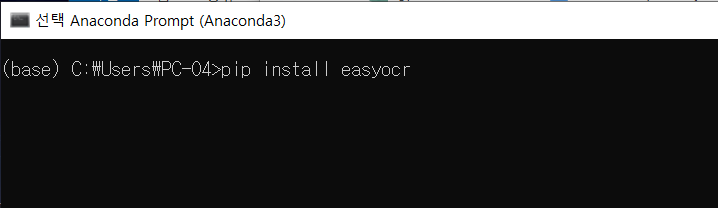 선택 Anaconda Prompt (Anaconda3)
(base) C:₩Users₩PC-04>pip install easyocr